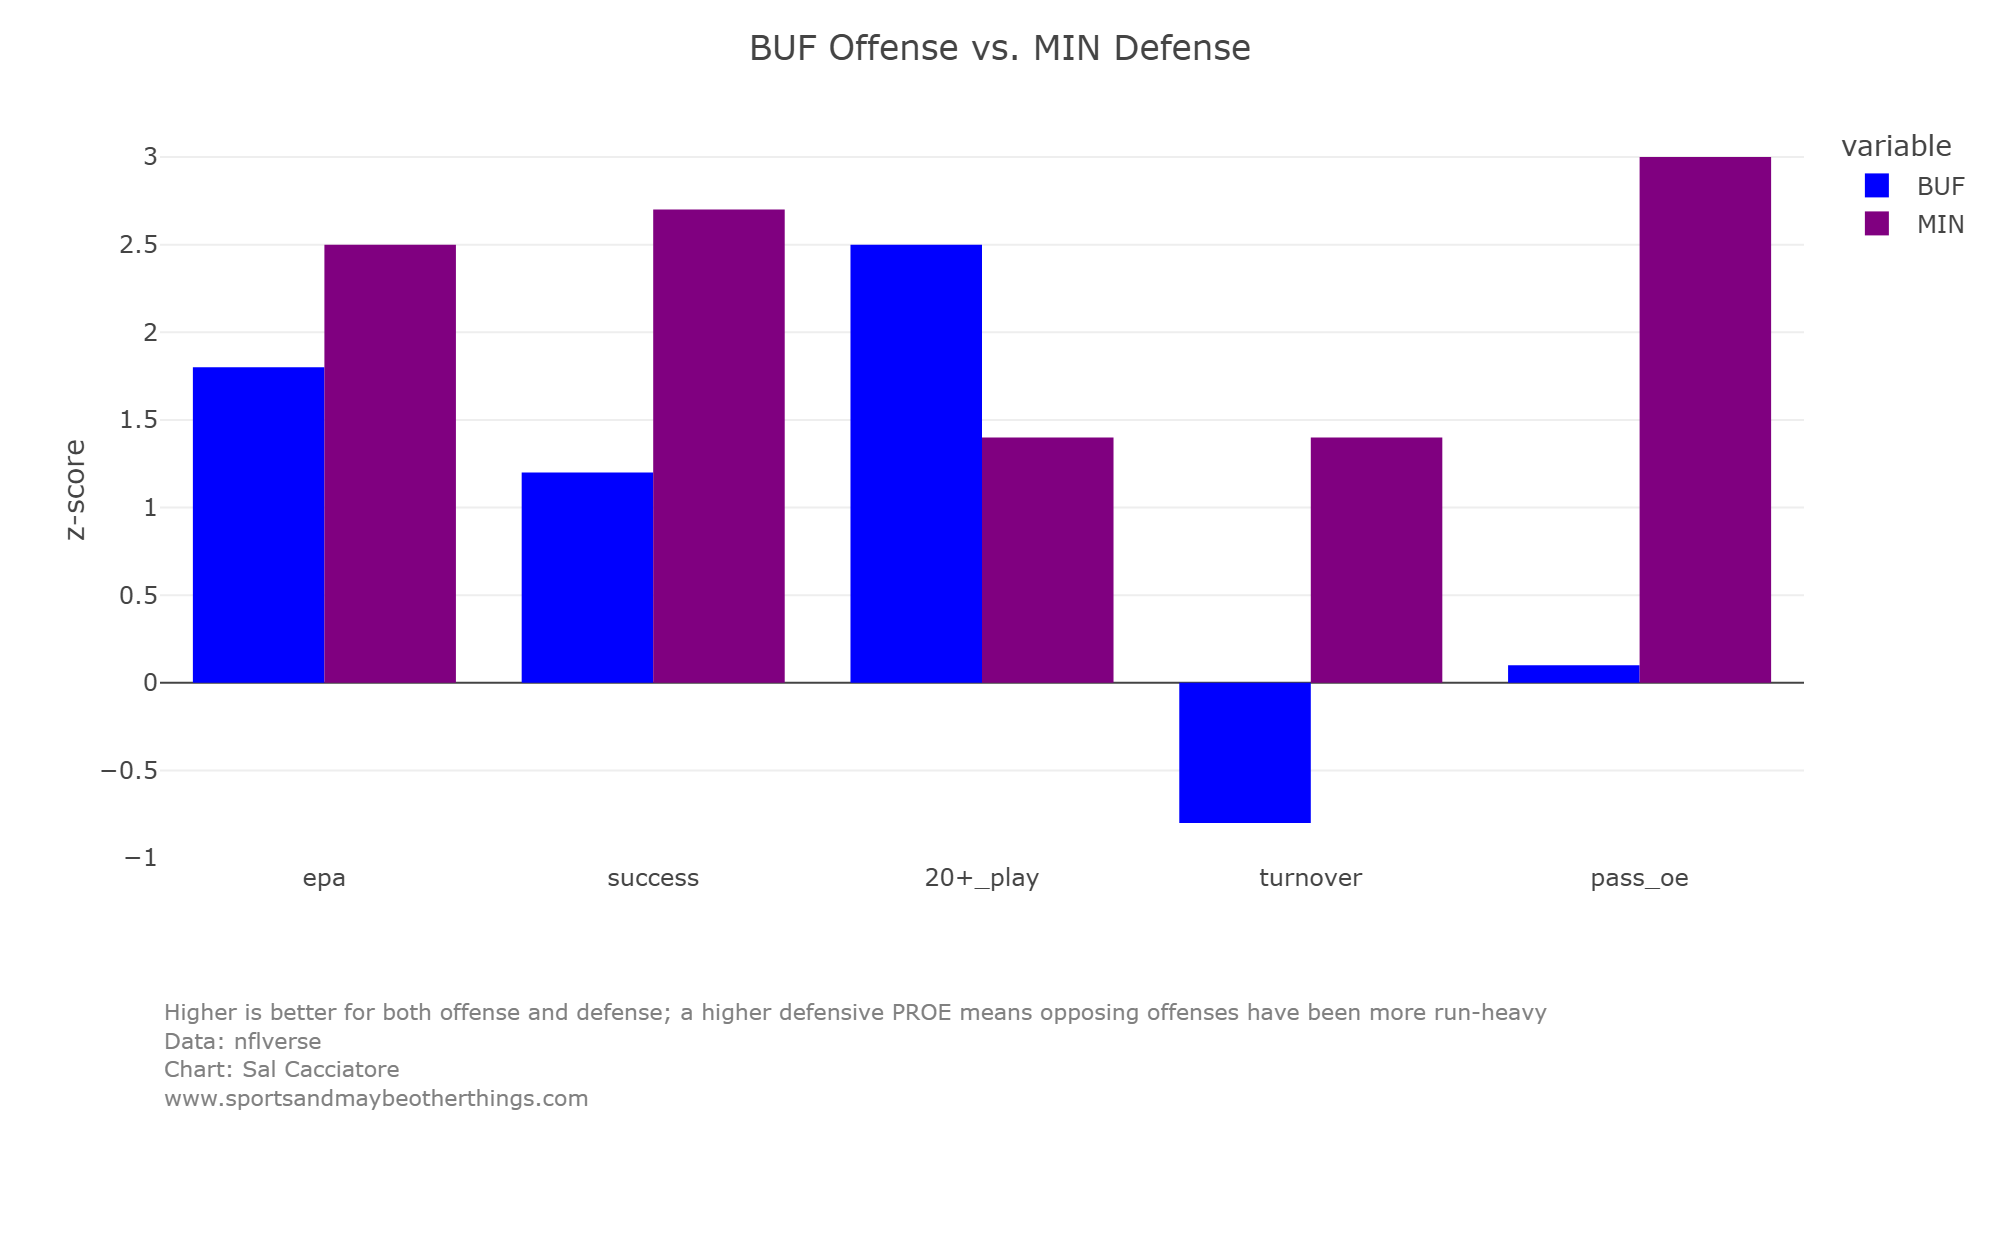 BUF Offense vs. MIN Defense
variable
BUF
MIN
z-score
3
2.5
2
1.5
1
0.5
0
−0.5
−1
epa success 20+_play turnover pass_oe
Higher is better for both offense and defense; a higher defensive PROE means opposing offenses have been more run-heavy
Data: nflverse
Chart: Sal Cacciatore
www.sportsandmaybeotherthings.com